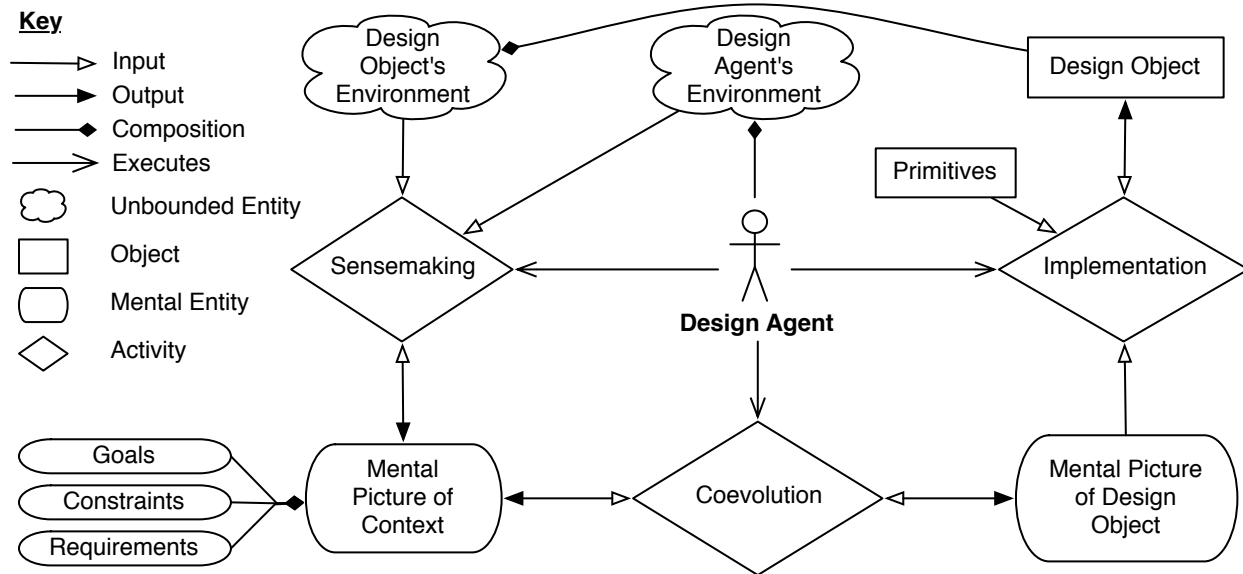 Key
Input
Output
Composition
Executes
Unbounded Entity
Object
Mental Entity
Activity
Design
Object's
Environment
Design
Agent's
Environment
Design Object
Primitives
Sensemaking
Implementation
Design Agent
Goals
Constraints
Requirements
Mental
Picture of
Context
Coevolution
Mental Picture
of Design
Object